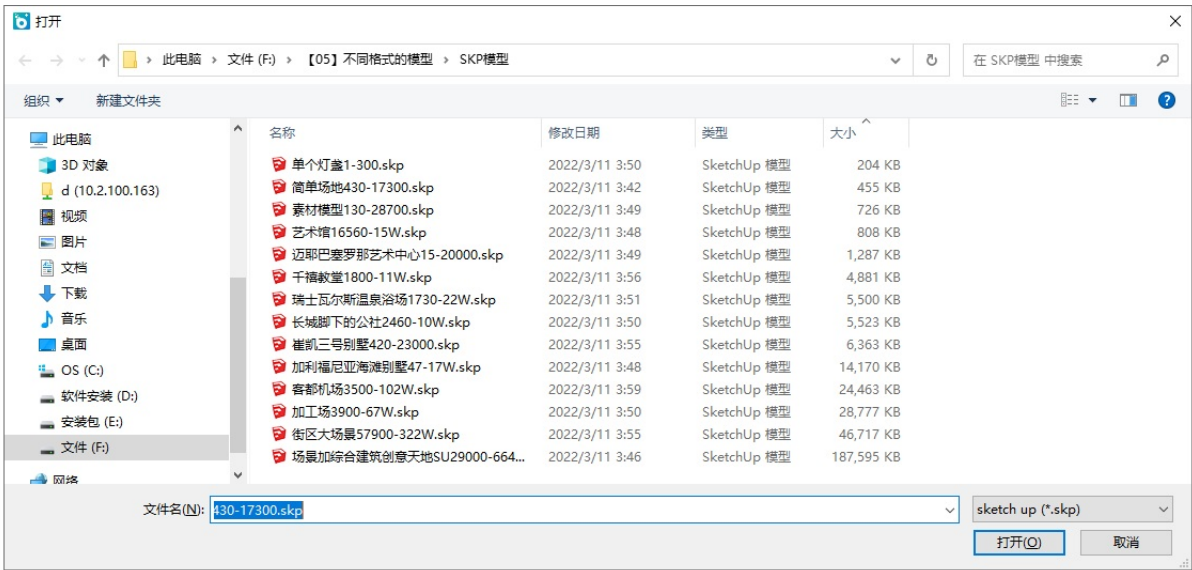 打开
此电脑 › 文件 (F:) › 【05】不同格式的模型 › SKP模型
在 SKP模型 中搜索
组织 新建文件夹
此电脑
3D 对象
d (10.2.100.163)
视频
图片
文档
下载
音乐
桌面
OS (C:)
软件安装 (D:)
安装包 (E:)
文件 (F:)
网络
名称 修改日期 类型 大小
单个灯盏1-300.skp 2022/3/11 3:50 SketchUp 模型 204 KB
简单场地430-17300.skp 2022/3/11 3:42 SketchUp 模型 455 KB
素材模型130-28700.skp 2022/3/11 3:49 SketchUp 模型 726 KB
艺术馆16560-15W.skp 2022/3/11 3:48 SketchUp 模型 808 KB
迈耶巴塞罗那艺术中心15-20000.skp 2022/3/11 3:49 SketchUp 模型 1,287 KB
千禧教堂1800-11W.skp 2022/3/11 3:56 SketchUp 模型 4,881 KB
瑞士瓦尔斯温泉浴场1730-22W.skp 2022/3/11 3:51 SketchUp 模型 5,500 KB
长城脚下的公社2460-10W.skp 2022/3/11 3:50 SketchUp 模型 5,523 KB
崔凯三号别墅420-23000.skp 2022/3/11 3:55 SketchUp 模型 6,363 KB
加利福尼亚海滩别墅47-17W.skp 2022/3/11 3:48 SketchUp 模型 14,170 KB
客都机场3500-102W.skp 2022/3/11 3:59 SketchUp 模型 24,463 KB
加工场3900-67W.skp 2022/3/11 3:50 SketchUp 模型 28,777 KB
街区大场景57900-322W.skp 2022/3/11 3:55 SketchUp 模型 46,717 KB
场景加综合建筑创意天地SU29000-664... 2022/3/11 3:46 SketchUp 模型 187,595 KB
文件名(N): 430-17300.skp
sketch up (*.skp)
打开(O) 取消